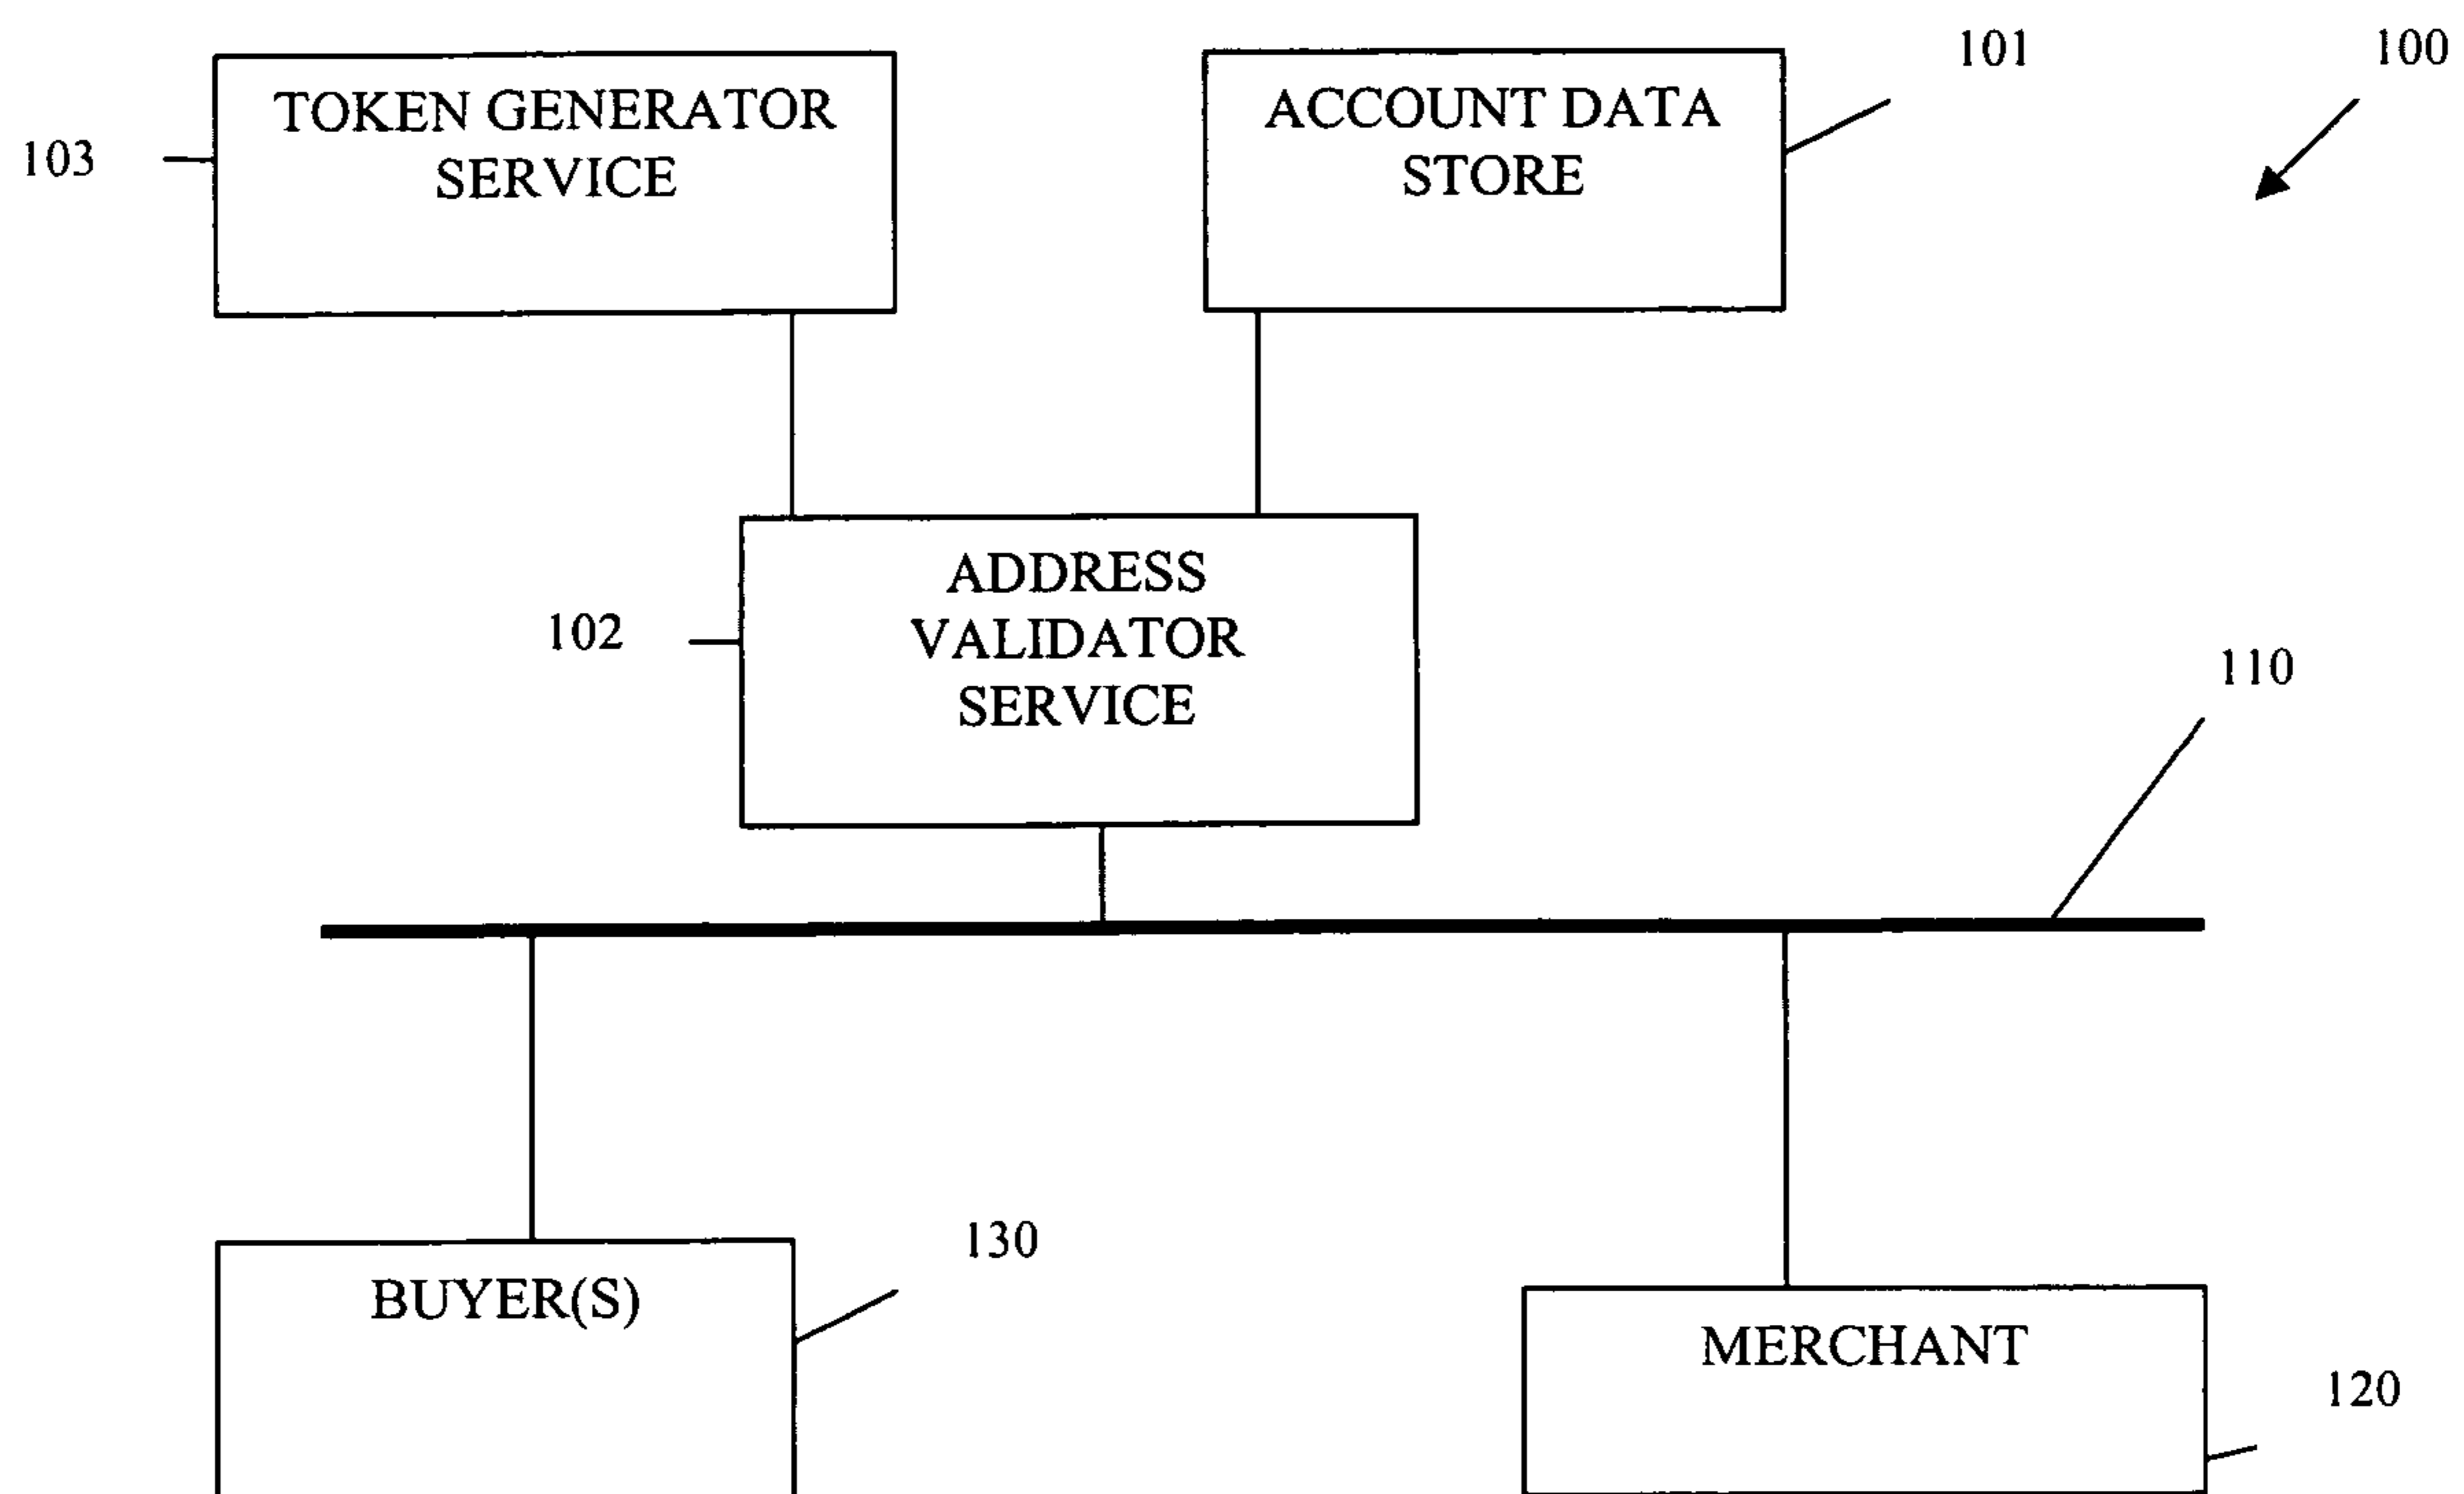 101
100
TOKEN GENERATOR
SERVICE
ACCOUNT DATA
STORE
103
ADDRESS
VALIDATOR
SERVICE
102
110
130
BUYER(S)
MERCHANT
120